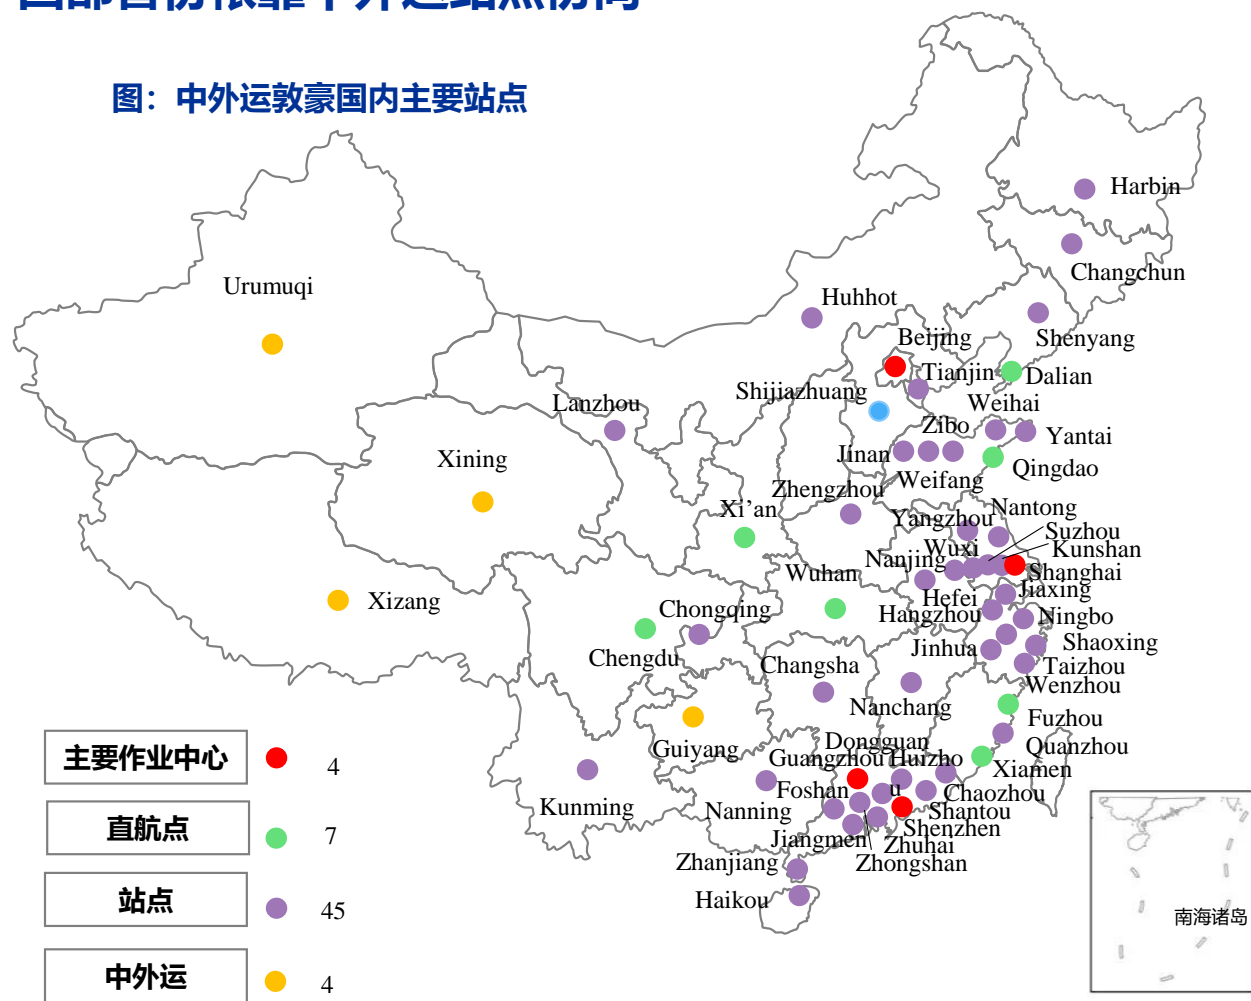 图：中外运敦豪国内主要站点
Harbin
Changchun
Urumuqi
Huhhot
Shenyang
Beijing
Tianjin
Dalian
Shijiazhuang
Weihai
Lanzhou
Zibo
Yantai
Jinan
Xining
Qingdao
Weifang
Zhengzhou
Xi’an
Nantong
Yangzhou
Suzhou
Wuxi
Kunshan
Nanjing
Shanghai
Wuhan
Jiaxing
Hefei
Xizang
Chongqing
Hangzhou
Ningbo
Shaoxing
Jinhua
Chengdu
Changsha
Taizhou
Wenzhou
Nanchang
Fuzhou
Guiyang
Dongguan
Quanzhou
Guangzhou
Huizho
u
Xiamen
Foshan
Chaozhou
Kunming
Nanning
Shantou
Shenzhen
Jiangmen
Zhuhai
Zhanjiang
Zhongshan
Haikou
主要作业中心 4
直航点 7
站点 45
中外运 4
南海诸岛